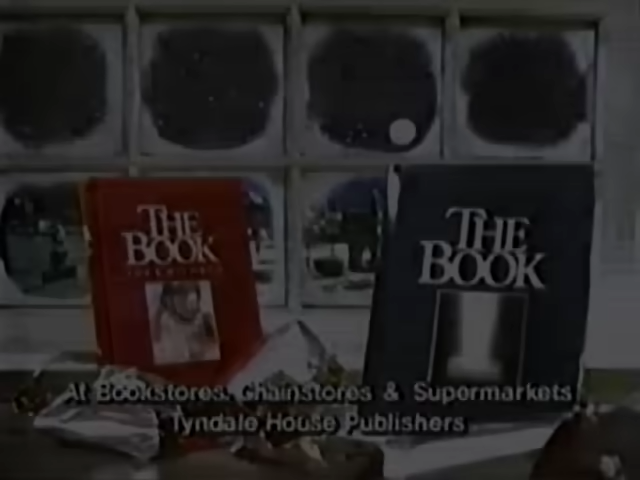 THE
BOOK
THE
BOOK
At Bookstores, Chainstores & Supermarkets
Tyndale House Publishers